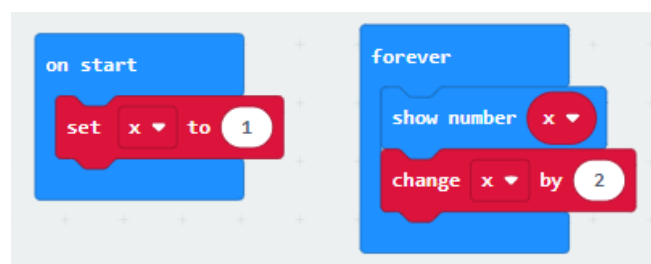 on start
set x to 1
forever
show number x
change x by 2